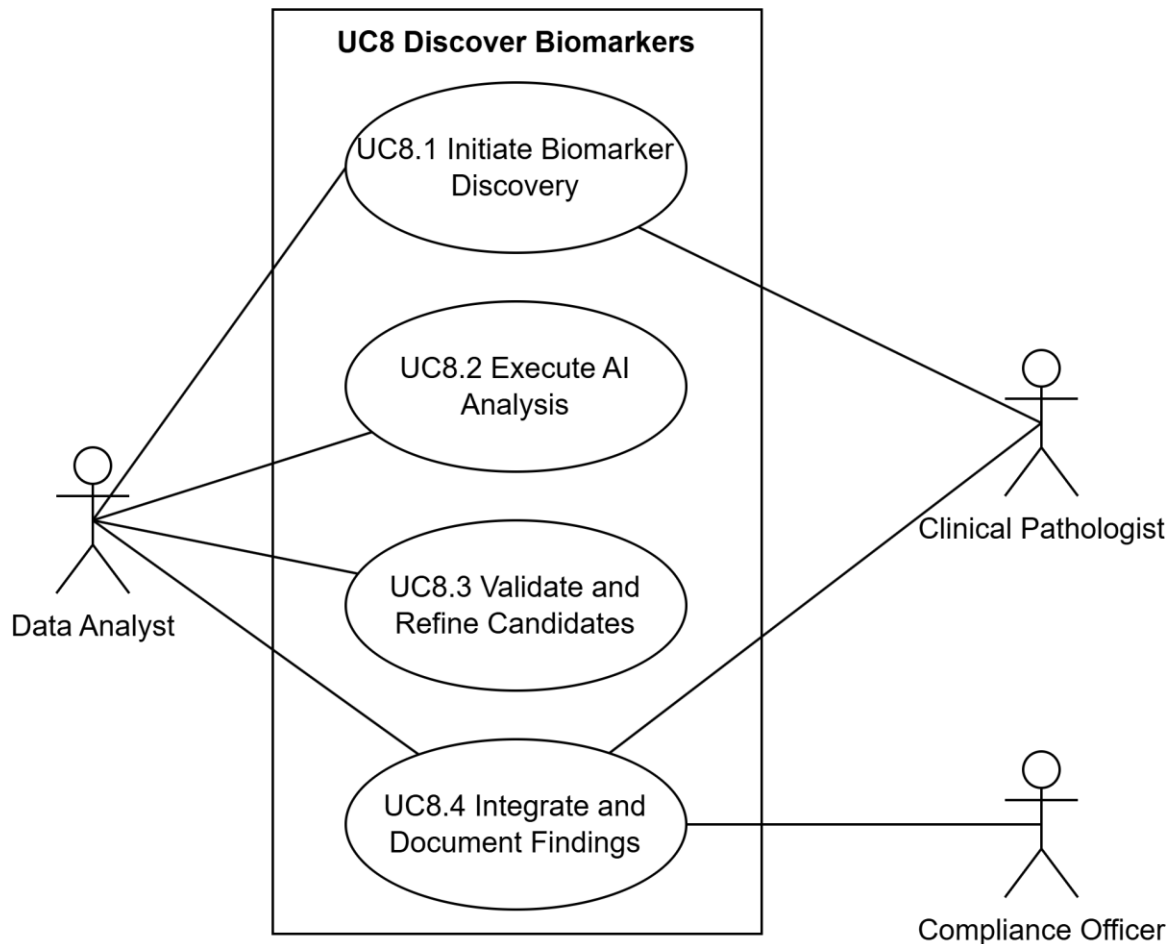 UC8 Discover Biomarkers
UC8.1 Initiate Biomarker
Discovery
UC8.2 Execute AI
Analysis
Clinical Pathologist
Data Analyst
UC8.3 Validate and
Refine Candidates
UC8.4 Integrate and
Document Findings
Compliance Officer